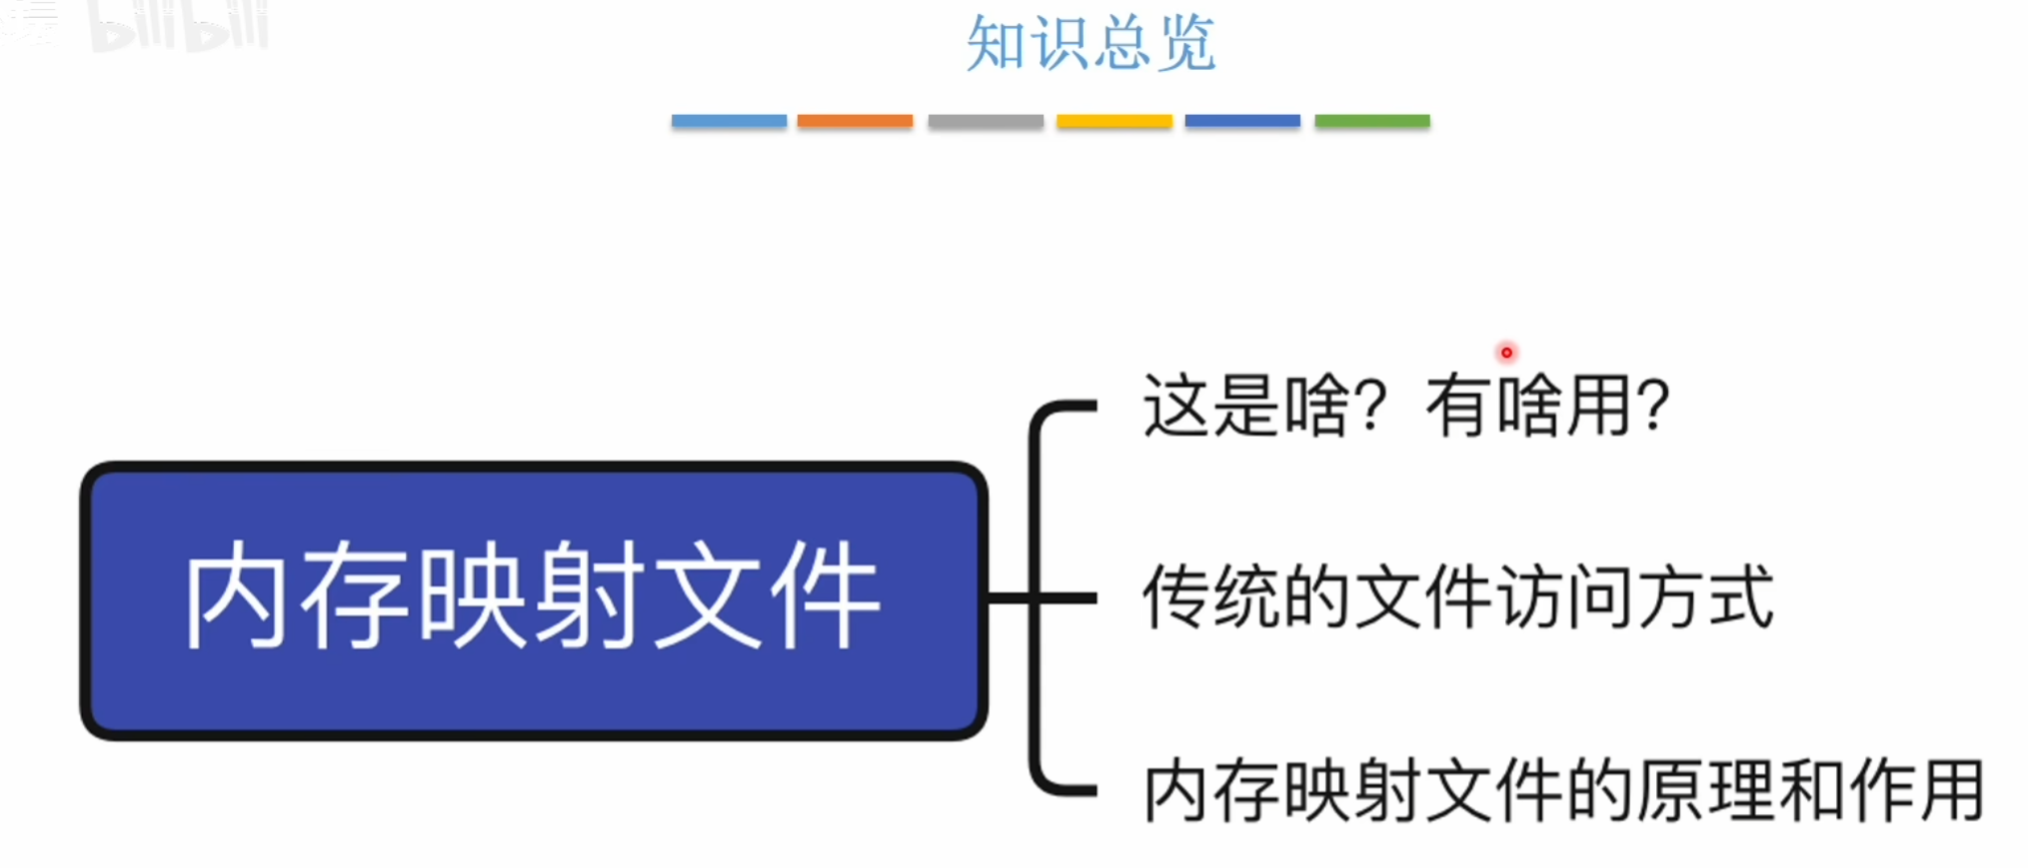 bilibili
知识总览
这是啥？有啥用？
内存映射文件
传统的文件访问方式
内存映射文件的原理和作用